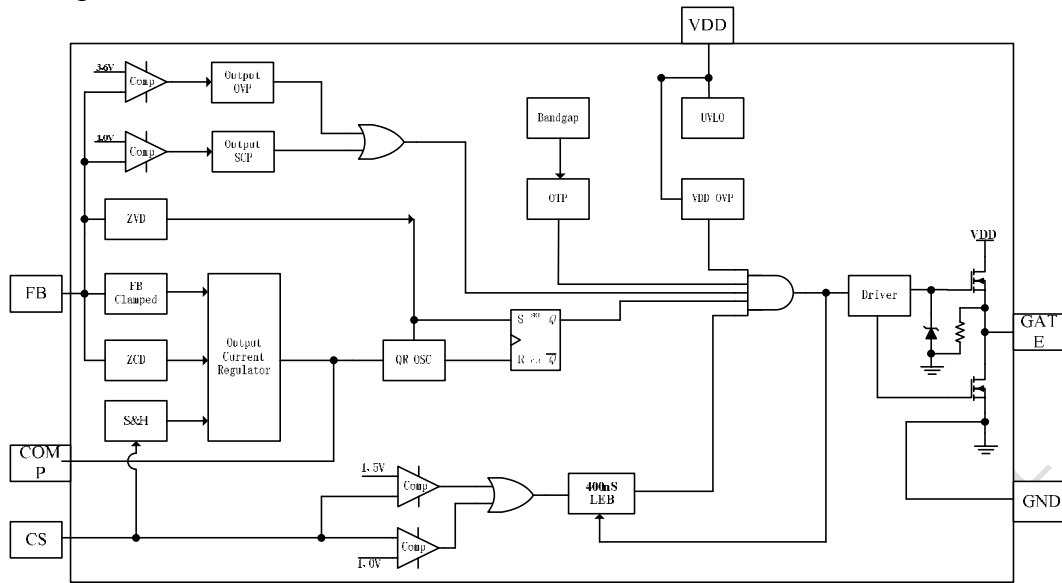 VDD
3.6V
Comp
Output
OVP
1.0V
Comp
Output
SCP
Bandgap
UVLO
ZVD
OTP
VDD OVP
VDD
FB
FB
Clamped
Output
Current
Regulator
Driver
GAT
E
S
Q
ZCD
QR OSC
R
Q
S&H
COM
P
1.5V
Comp
400nS
LEB
CS
Comp
1.0V
GND